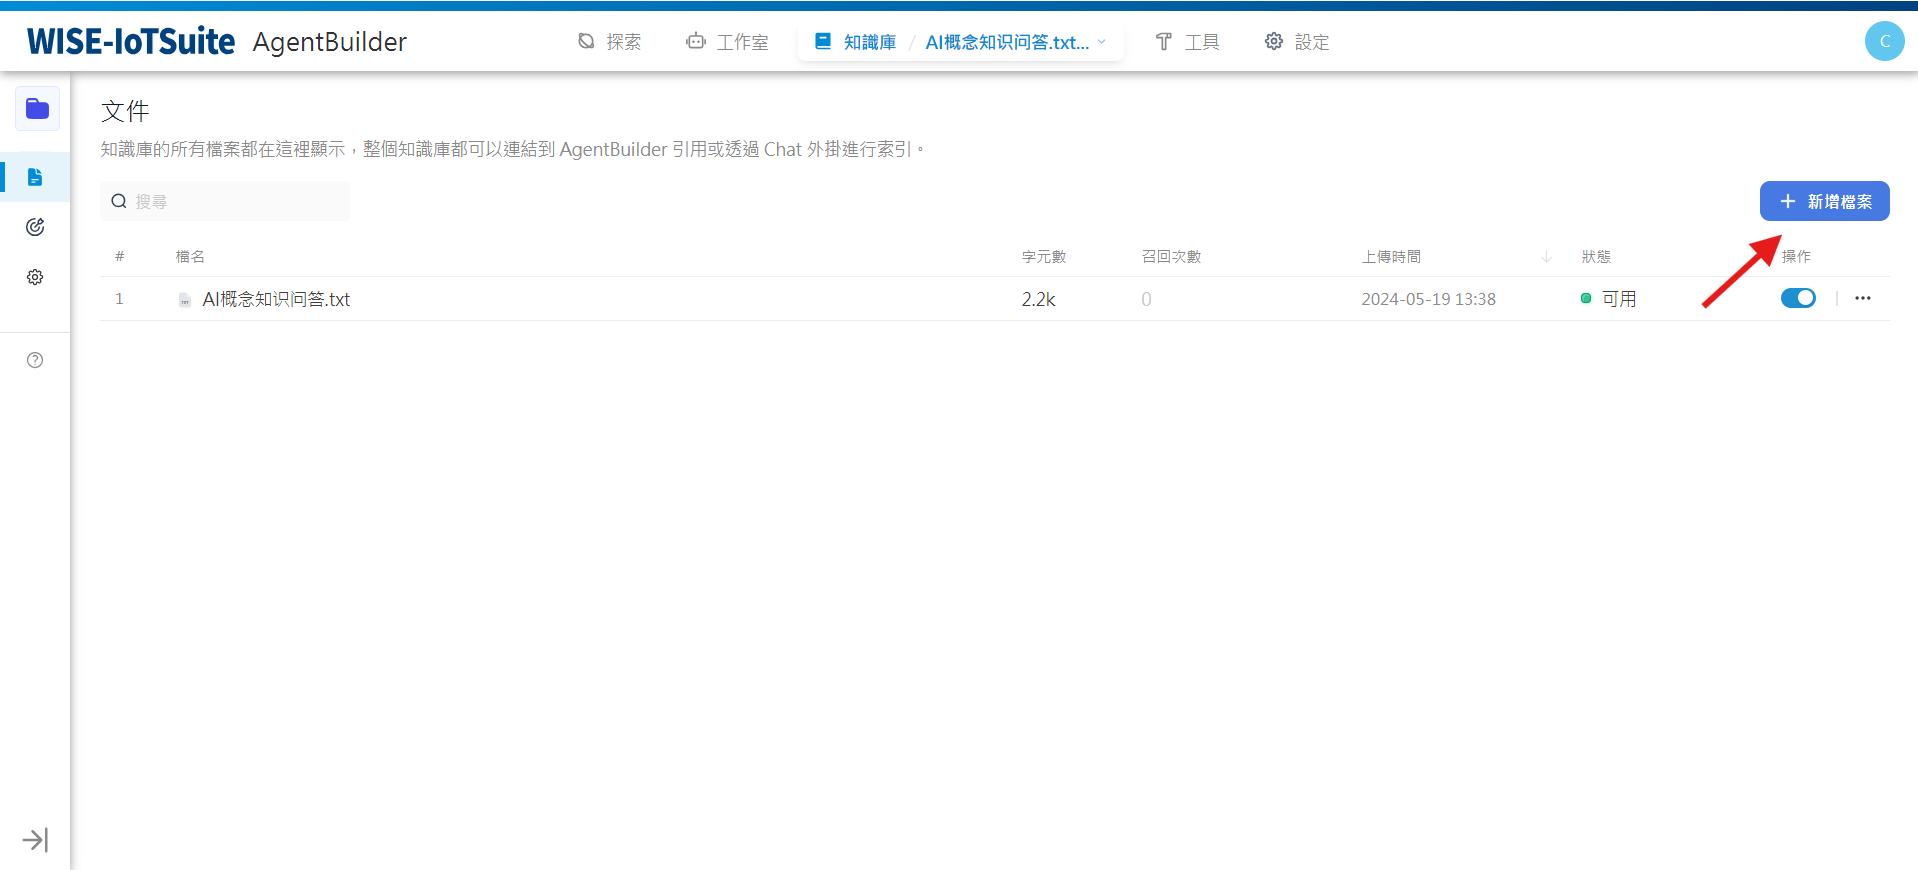 WISE-IoTSuite AgentBuilder 探索 工作室 知識庫 / AI概念知识问答.txt... 工具 設定 C
文件
知識庫的所有檔案都在這裡顯示，整個知識庫都可以連結到 AgentBuilder 引用或透過 Chat 外掛進行索引。
搜尋
新增檔案
# 檔名 字元數 召回次數 上傳時間 狀態 操作
1 AI概念知识问答.txt 2.2k 0 2024-05-19 13:38 可用